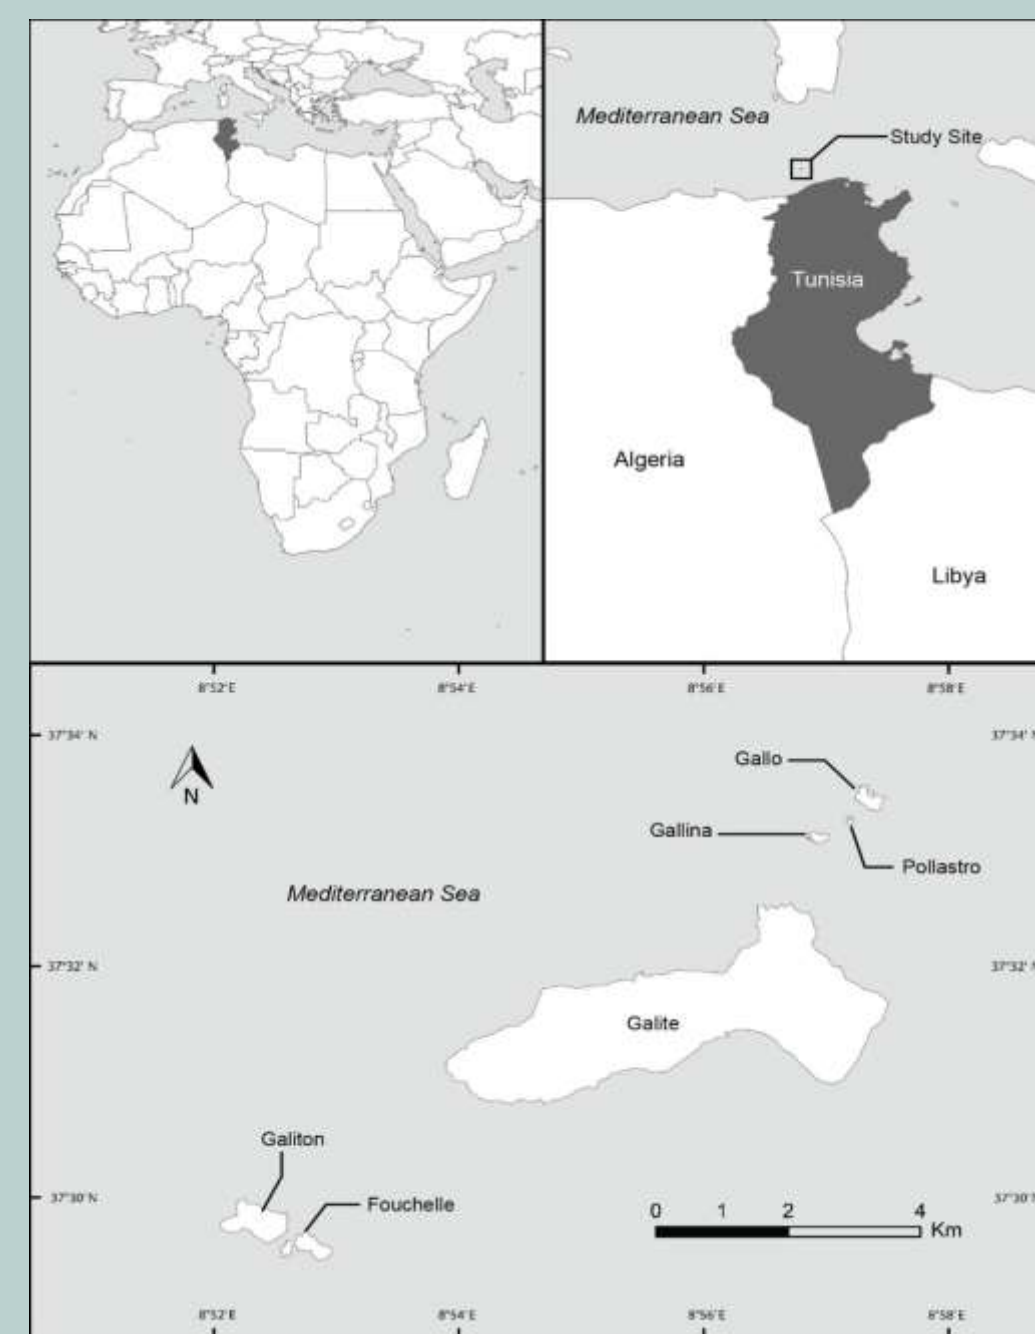 Mediterranean Sea
Study Site
Tunisia
Algeria
Libya
8°52'E
8°54'E
8°56'E
8°58'E
37°34' N
37°34'
Gallo
N
Gallina
Pollastro
Mediterranean Sea
37°32' N
37°32'
Galite
Galiton
37°30'N
Fouchelle
37°30'
0 1 2 4
Km
8°52'E
8°54'E
8°56'E
8°58'E